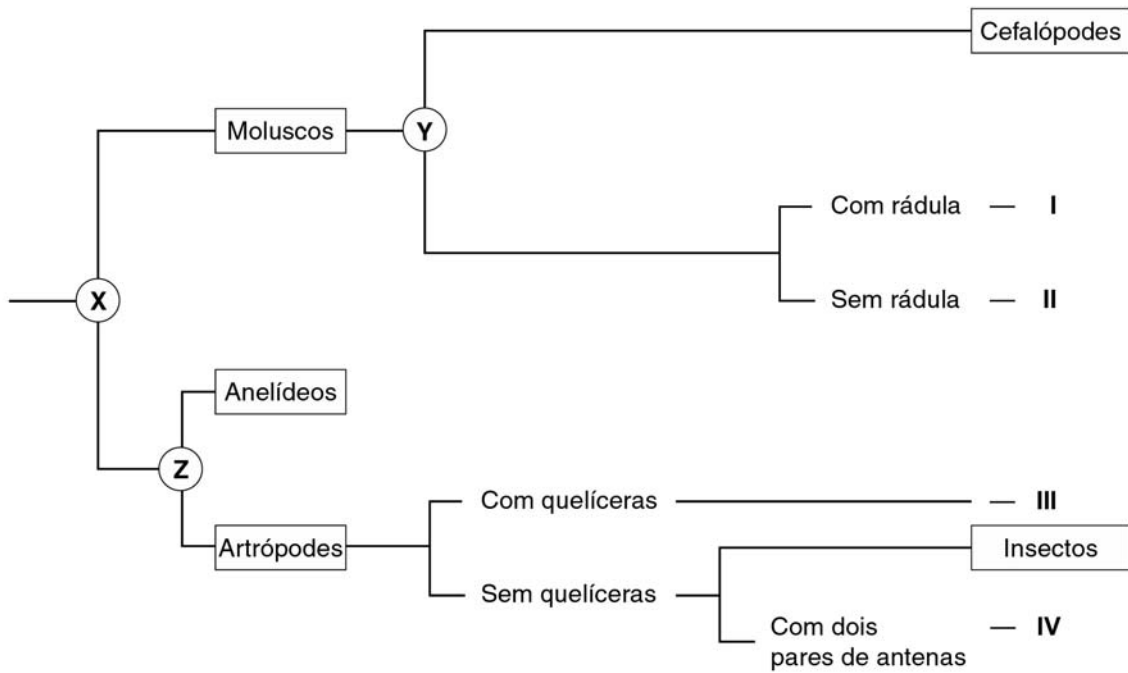 Cefalópodes
Moluscos
Y
Com rádula — I
X
Sem rádula — II
Anelídeos
Z
Com quelíceras — III
Artrópodes
Insectos
Sem quelíceras
Com dois — IV
pares de antenas